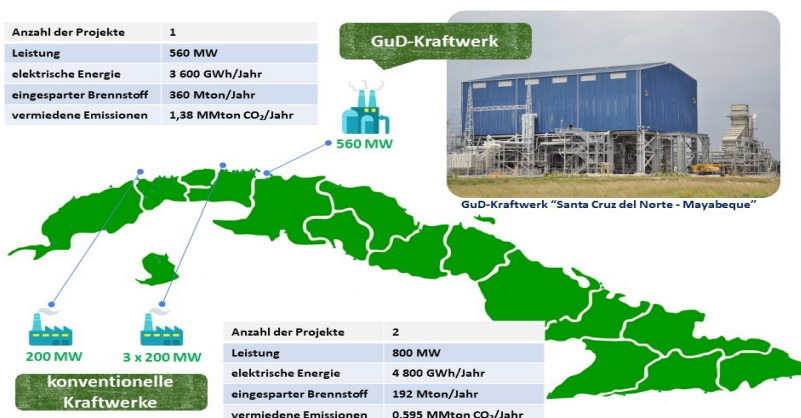 Anzahl der Projekte 1
Leistung 560 MW
elektrische Energie 3 600 GWh/Jahr
eingesparter Brennstoff 360 Mton/Jahr
vermiedene Emissionen 1,38 MMton CO₂/Jahr
GuD-Kraftwerk
560 MW
GuD-Kraftwerk “Santa Cruz del Norte - Mayabeque”
200 MW
3 x 200 MW
konventionelle
Kraftwerke
Anzahl der Projekte 2
Leistung 800 MW
elektrische Energie 4 800 GWh/Jahr
eingesparter Brennstoff 192 Mton/Jahr
vermiedene Emissionen 0,595 MMton CO₂/Jahr